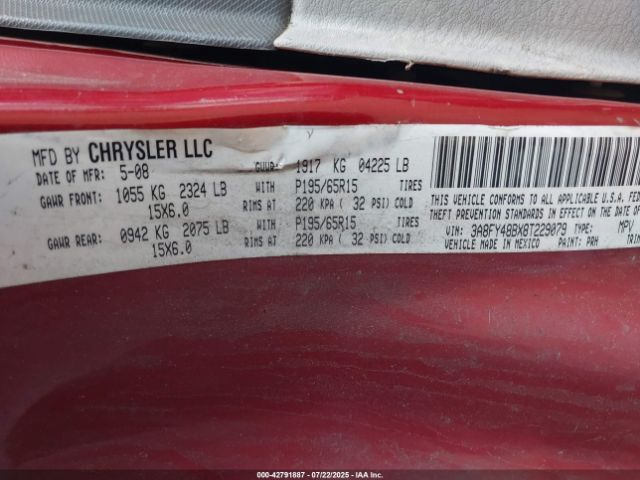 MFD BY CHRYSLER LLC
DATE OF MFR: 5-08 GVWR: 1917 KG 04225 LB
GAWR FRONT: 1055 KG 2324 LB WITH P195/65R15 TIRES
15X6.0 RIMS AT 220 KPA ( 32 PSI) COLD
GAWR REAR: 0942 KG 2075 LB WITH P195/65R15 TIRES
15X6.0 RIMS AT 220 KPA ( 32 PSI) COLD
THIS VEHICLE CONFORMS TO ALL APPLICABLE U.S.A. FED
THEFT PREVENTION STANDARDS IN EFFECT ON THE DATE OF
VIN: 3A8FY48BX8T229079 TYPE: MPV
VEHICLE MADE IN MEXICO PAINT: PRH TRIM
000-42791887 - 07/22/2025 - IAAI.COM